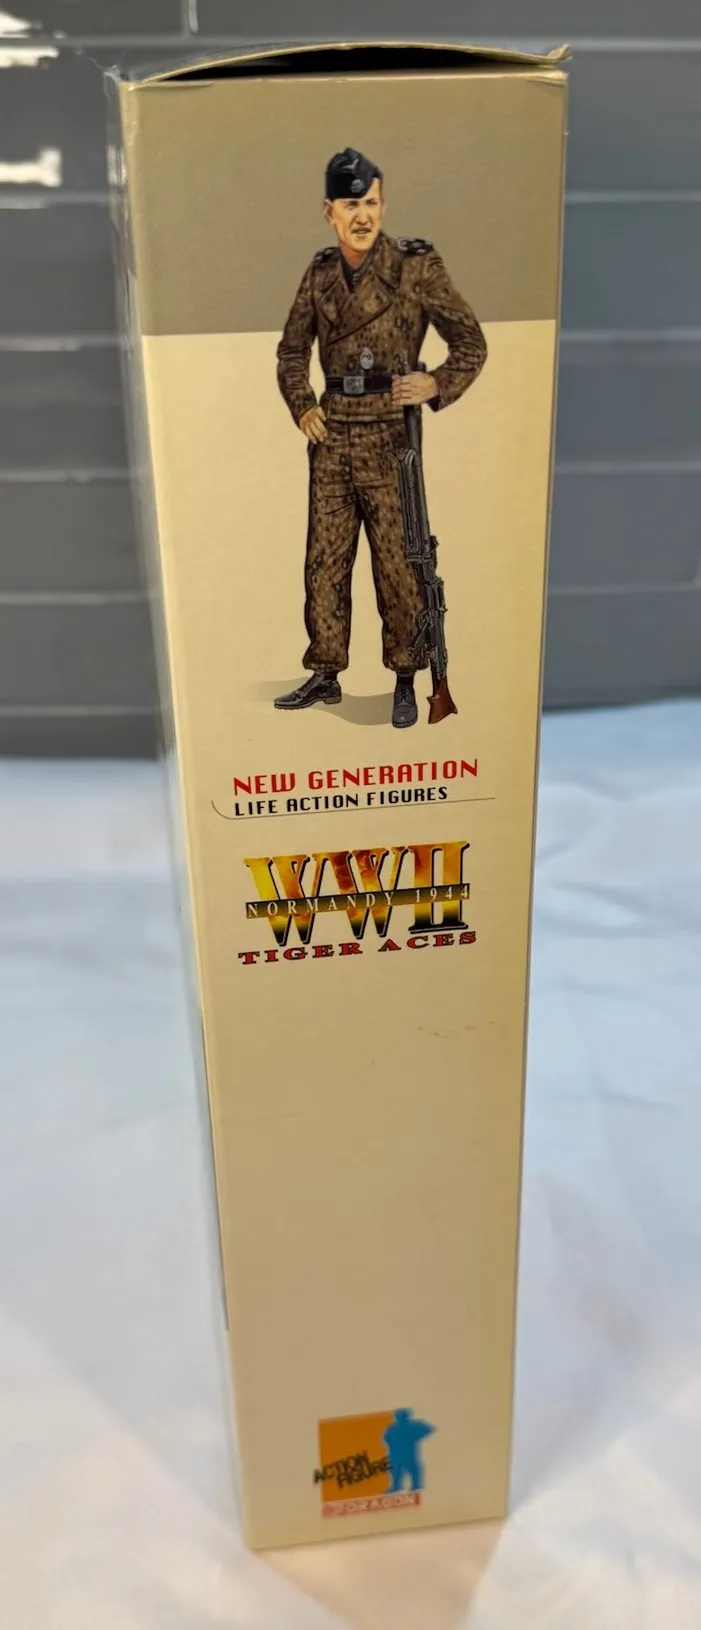 NEW GENERATION
LIFE ACTION FIGURES
WWII
NORMANDY 1944
TIGER ACES
ACTION
FIGURE
DRAGON